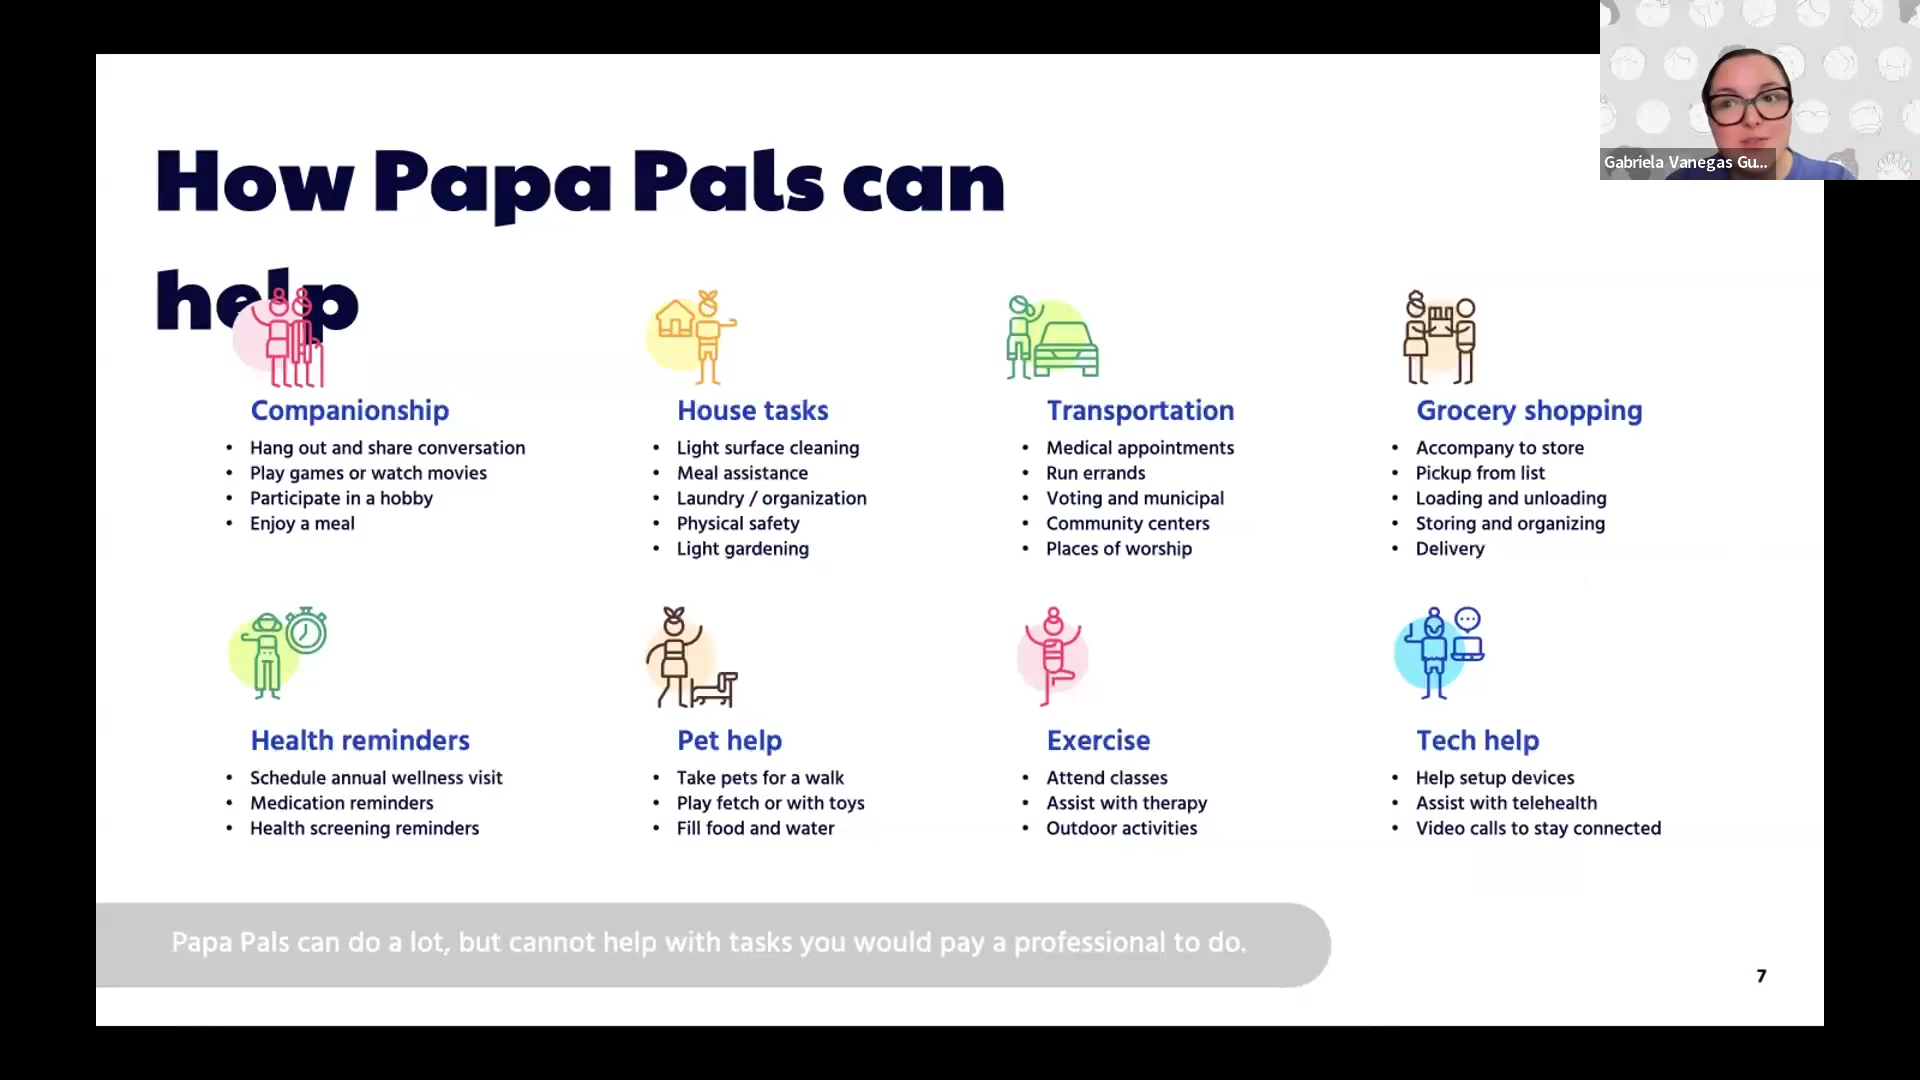 How Papa Pals can
help
Gabriela Vanegas Gu...
Companionship
• Hang out and share conversation
• Play games or watch movies
• Participate in a hobby
• Enjoy a meal
House tasks
• Light surface cleaning
• Meal assistance
• Laundry / organization
• Physical safety
• Light gardening
Transportation
• Medical appointments
• Run errands
• Voting and municipal
• Community centers
• Places of worship
Grocery shopping
• Accompany to store
• Pickup from list
• Loading and unloading
• Storing and organizing
• Delivery
Health reminders
• Schedule annual wellness visit
• Medication reminders
• Health screening reminders
Pet help
• Take pets for a walk
• Play fetch or with toys
• Fill food and water
Exercise
• Attend classes
• Assist with therapy
• Outdoor activities
Tech help
• Help setup devices
• Assist with telehealth
• Video calls to stay connected
Papa Pals can do a lot, but cannot help with tasks you would pay a professional to do.
7